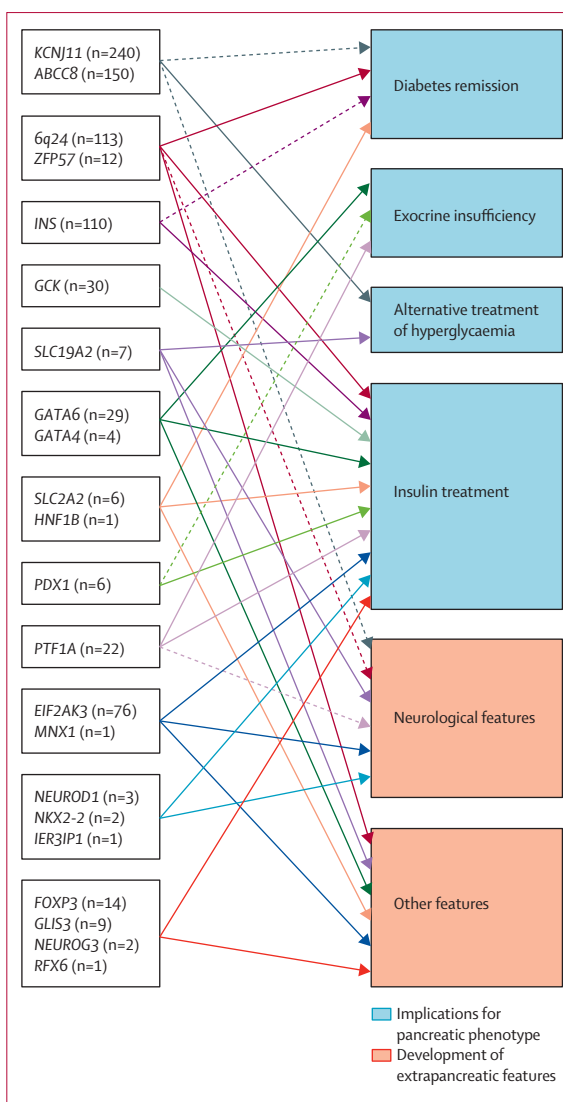 KCNJ11 (n=240)
ABCC8 (n=150)
6q24 (n=113)
ZFP57 (n=12)
INS (n=110)
GCK (n=30)
SLC19A2 (n=7)
GATA6 (n=29)
GATA4 (n=4)
SLC2A2 (n=6)
HNF1B (n=1)
PDX1 (n=6)
PTF1A (n=22)
EIF2AK3 (n=76)
MNX1 (n=1)
NEUROD1 (n=3)
NKX2-2 (n=2)
IER3IP1 (n=1)
FOXP3 (n=14)
GLIS3 (n=9)
NEUROG3 (n=2)
RFX6 (n=1)
Diabetes remission
Exocrine insufficiency
Alternative treatment
of hyperglycaemia
Insulin treatment
Neurological features
Other features
Implications for
pancreatic phenotype
Development of
extrapancreatic features